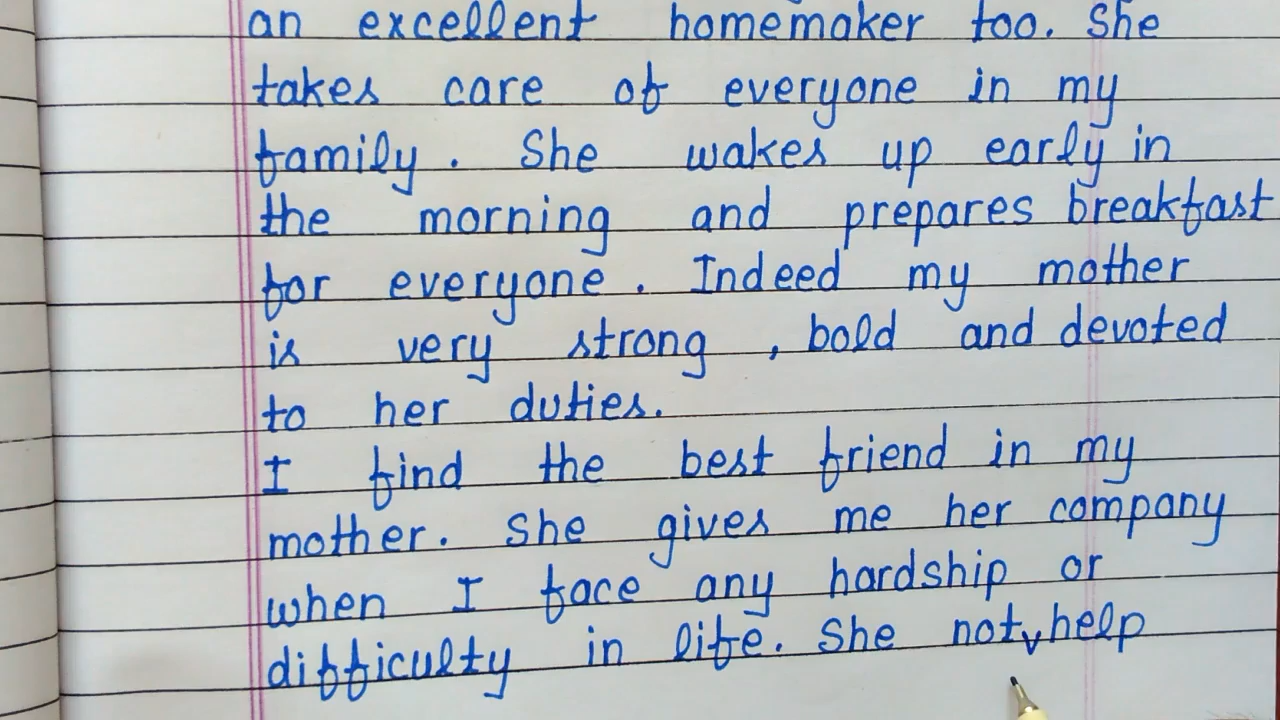 an excellent homemaker too. She
takes care of everyone in my
family. She wakes up early in
the morning and prepares breakfast
for everyone. Indeed my mother
is very strong, bold and devoted
to her duties.
I find the best friend in my
mother. She gives me her company
when I face any hardship or
difficulty in life. She not help